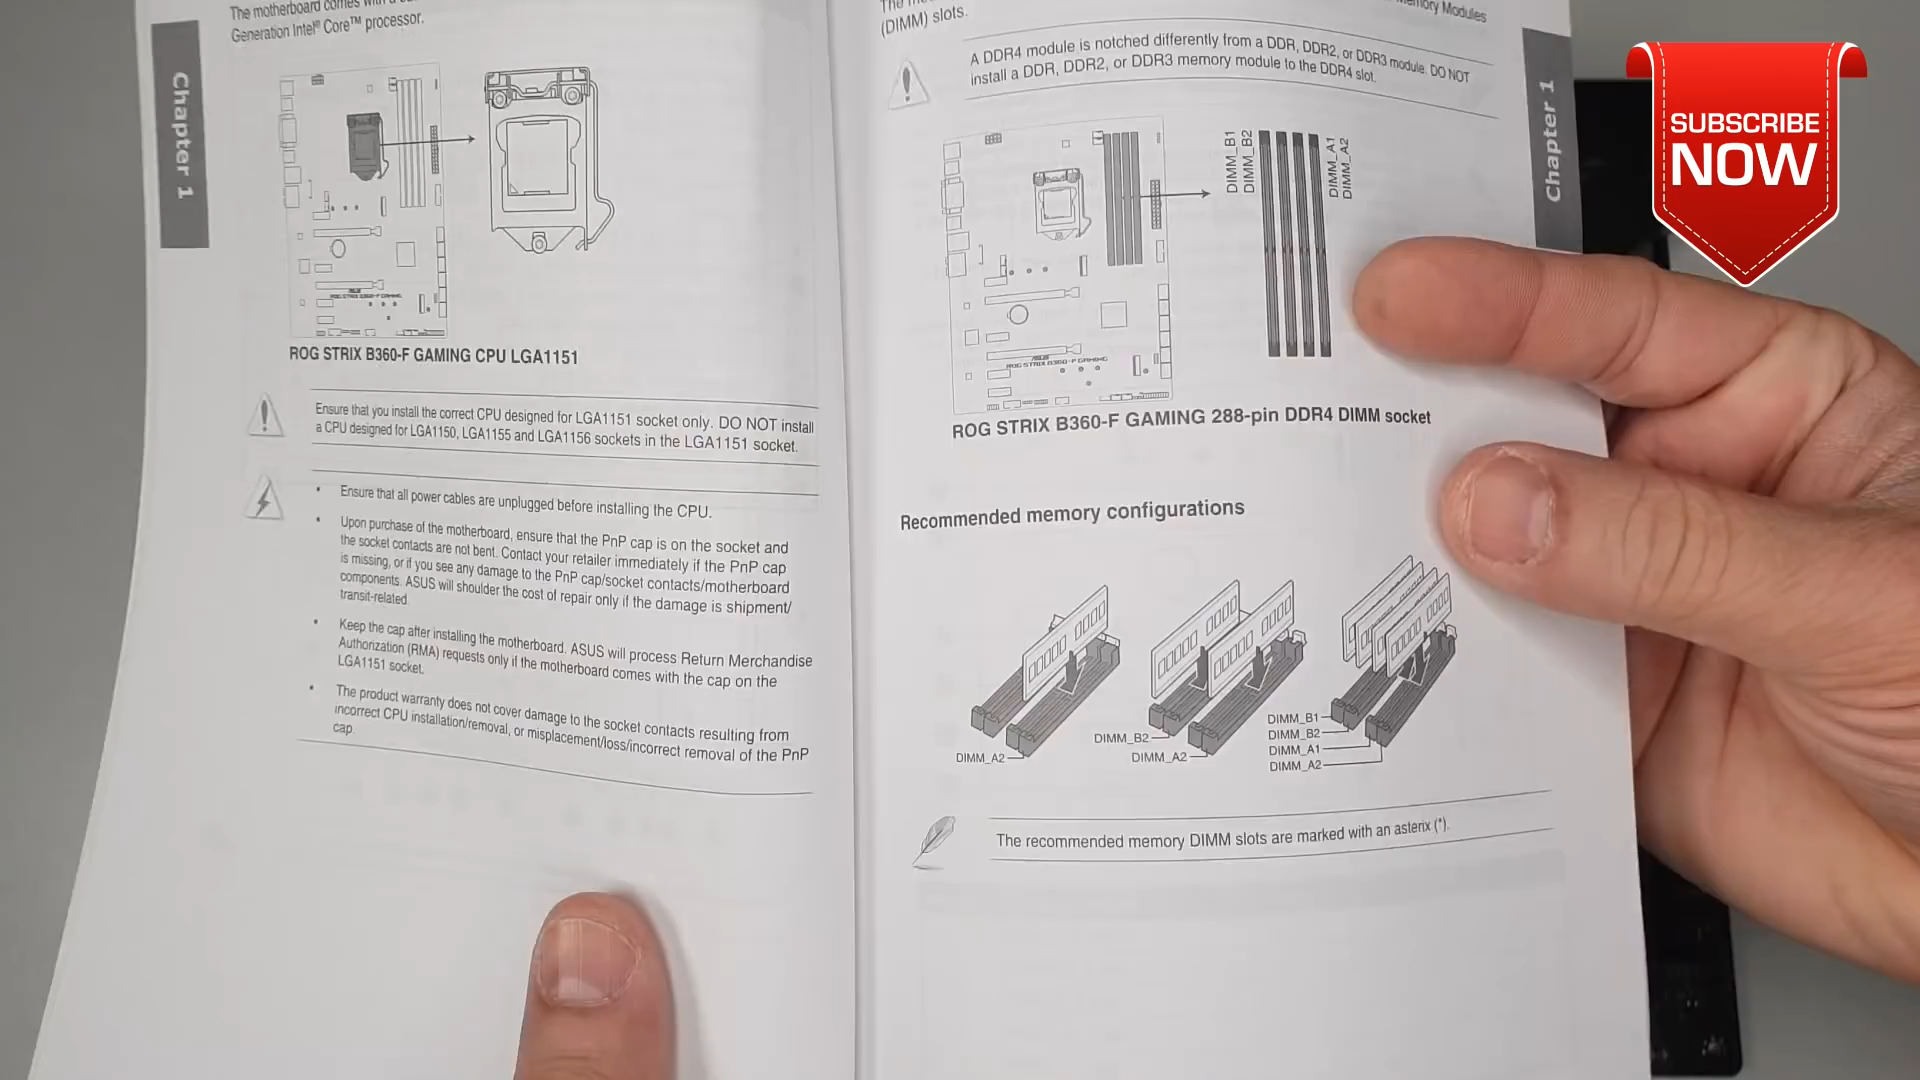 The motherboard comes with a
Generation Intel® Core™ processor.
Chapter 1
ROG STRIX B360-F GAMING
ROG STRIX B360-F GAMING CPU LGA1151
Ensure that you install the correct CPU designed for LGA1151 socket only. DO NOT install
a CPU designed for LGA1150, LGA1155 and LGA1156 sockets in the LGA1151 socket.
• Ensure that all power cables are unplugged before installing the CPU.
• Upon purchase of the motherboard, ensure that the PnP cap is on the socket and
the socket contacts are not bent. Contact your retailer immediately if the PnP cap
is missing, or if you see any damage to the PnP cap/socket contacts/motherboard
components. ASUS will shoulder the cost of repair only if the damage is shipment/
transit-related.
• Keep the cap after installing the motherboard. ASUS will process Return Merchandise
Authorization (RMA) requests only if the motherboard comes with the cap on the
LGA1151 socket.
• The product warranty does not cover damage to the socket contacts resulting from
incorrect CPU installation/removal, or misplacement/loss/incorrect removal of the PnP
cap.
The
Memory Modules
(DIMM) slots.
A DDR4 module is notched differently from a DDR, DDR2, or DDR3 module. DO NOT
install a DDR, DDR2, or DDR3 memory module to the DDR4 slot.
DIMM_B1
DIMM_B2
DIMM_A1
DIMM_A2
Chapter 1
ROG STRIX B360-F GAMING
ROG STRIX B360-F GAMING 288-pin DDR4 DIMM socket
Recommended memory configurations
DIMM_A2
DIMM_B2
DIMM_A2
DIMM_B1
DIMM_B2
DIMM_A1
DIMM_A2
The recommended memory DIMM slots are marked with an asterix (*).
SUBSCRIBE
NOW